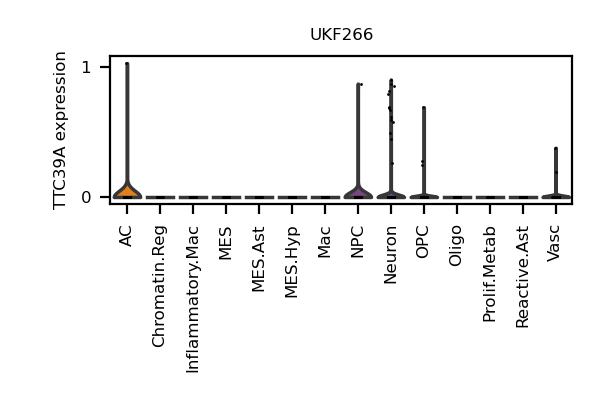 UKF266
TTC39A expression
1
0
AC
Chromatin.Reg
Inflammatory.Mac
MES
MES.Ast
MES.Hyp
Mac
NPC
Neuron
OPC
Oligo
Prolif.Metab
Reactive.Ast
Vasc